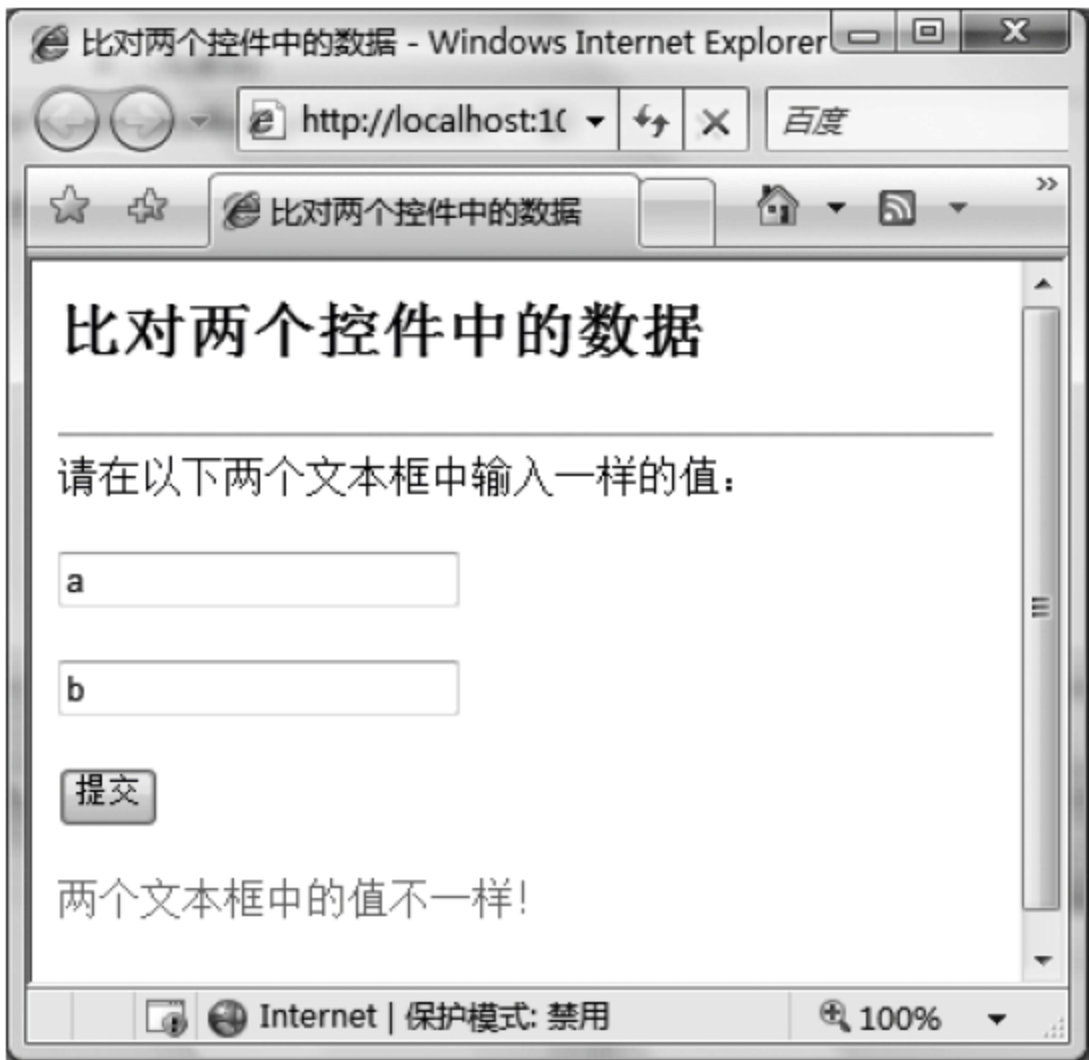 比对两个控件中的数据 - Windows Internet Explorer
http://localhost:10
百度
比对两个控件中的数据
比对两个控件中的数据
请在以下两个文本框中输入一样的值：
a
b
提交
两个文本框中的值不一样!
Internet | 保护模式: 禁用
100%